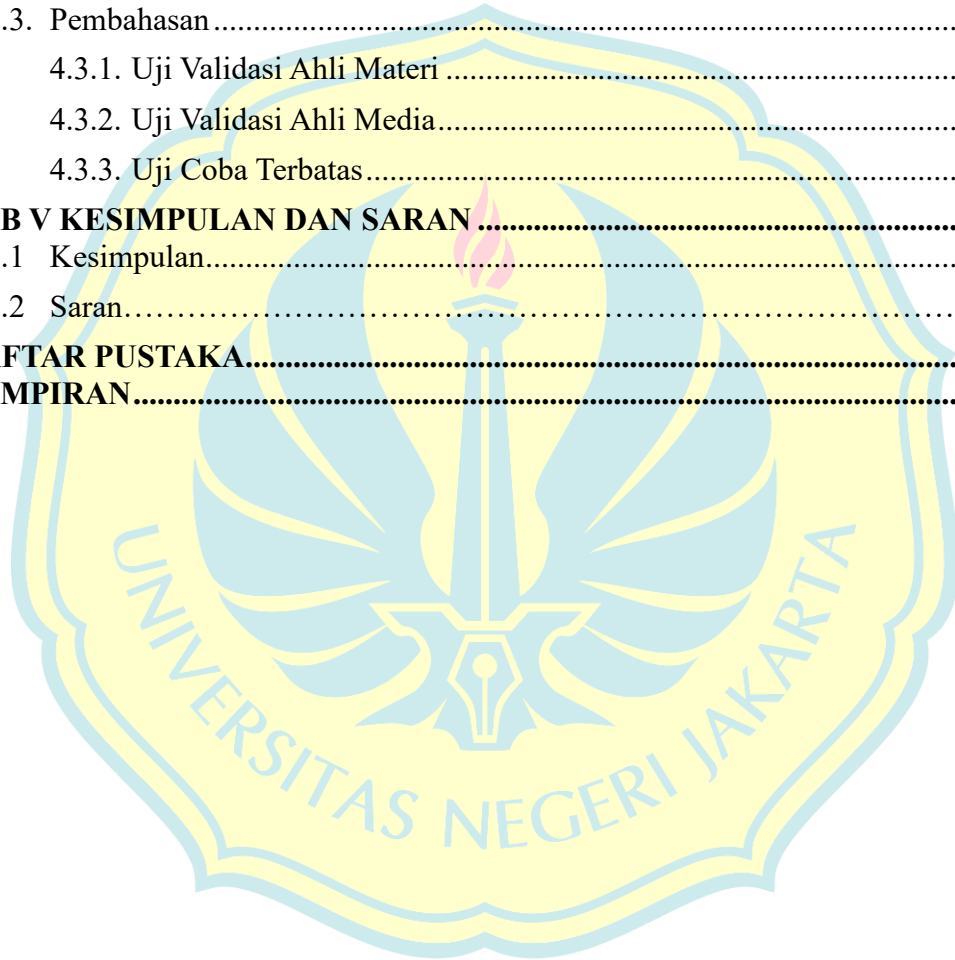 .3. Pembahasan....................................................................................................
4.3.1. Uji Validasi Ahli Materi....................................................................
4.3.2. Uji Validasi Ahli Media.....................................................................
4.3.3. Uji Coba Terbatas..............................................................................
B V KESIMPULAN DAN SARAN............................................................
.1 Kesimpulan....................................................................................................
.2 Saran……………………………………………………………………………
FTAR PUSTAKA.........................................................................................
MPIRAN.......................................................................................................
UNIVERSITAS NEGERI JAKARTA